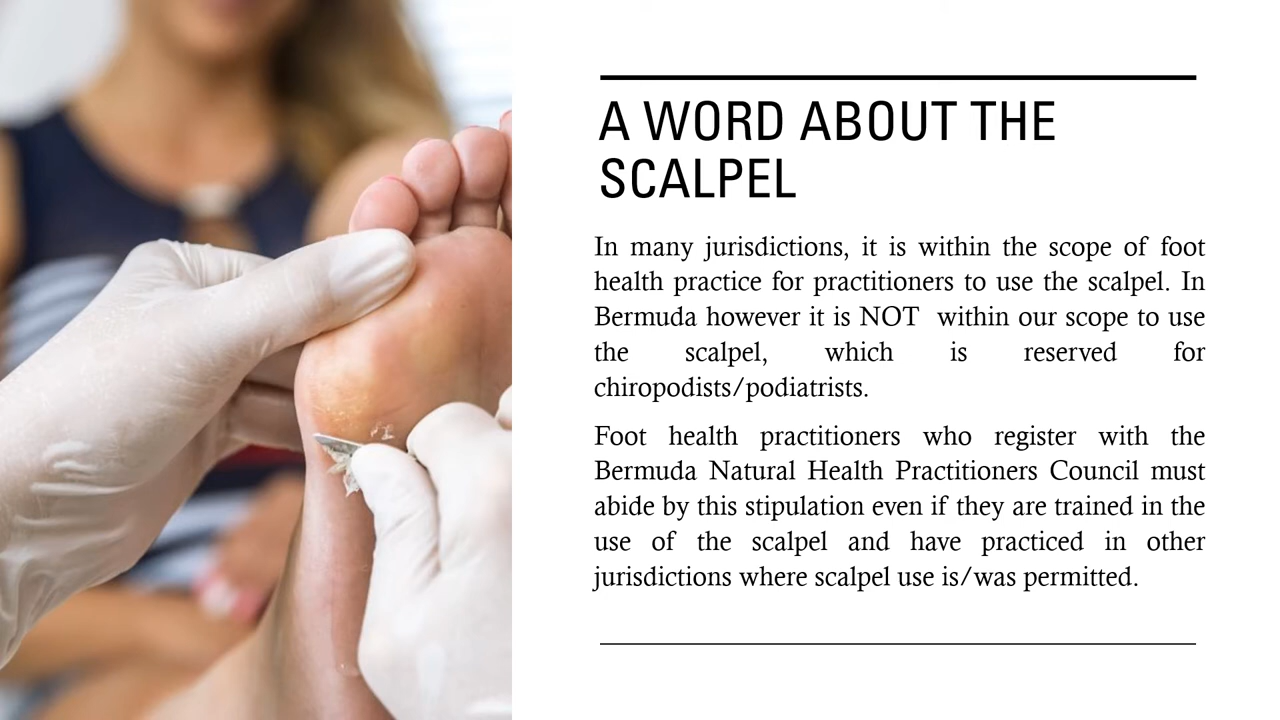 A WORD ABOUT THE
SCALPEL
In many jurisdictions, it is within the scope of foot
health practice for practitioners to use the scalpel. In
Bermuda however it is NOT within our scope to use
the scalpel, which is reserved for
chiropodists/podiatrists.
Foot health practitioners who register with the
Bermuda Natural Health Practitioners Council must
abide by this stipulation even if they are trained in the
use of the scalpel and have practiced in other
jurisdictions where scalpel use is/was permitted.